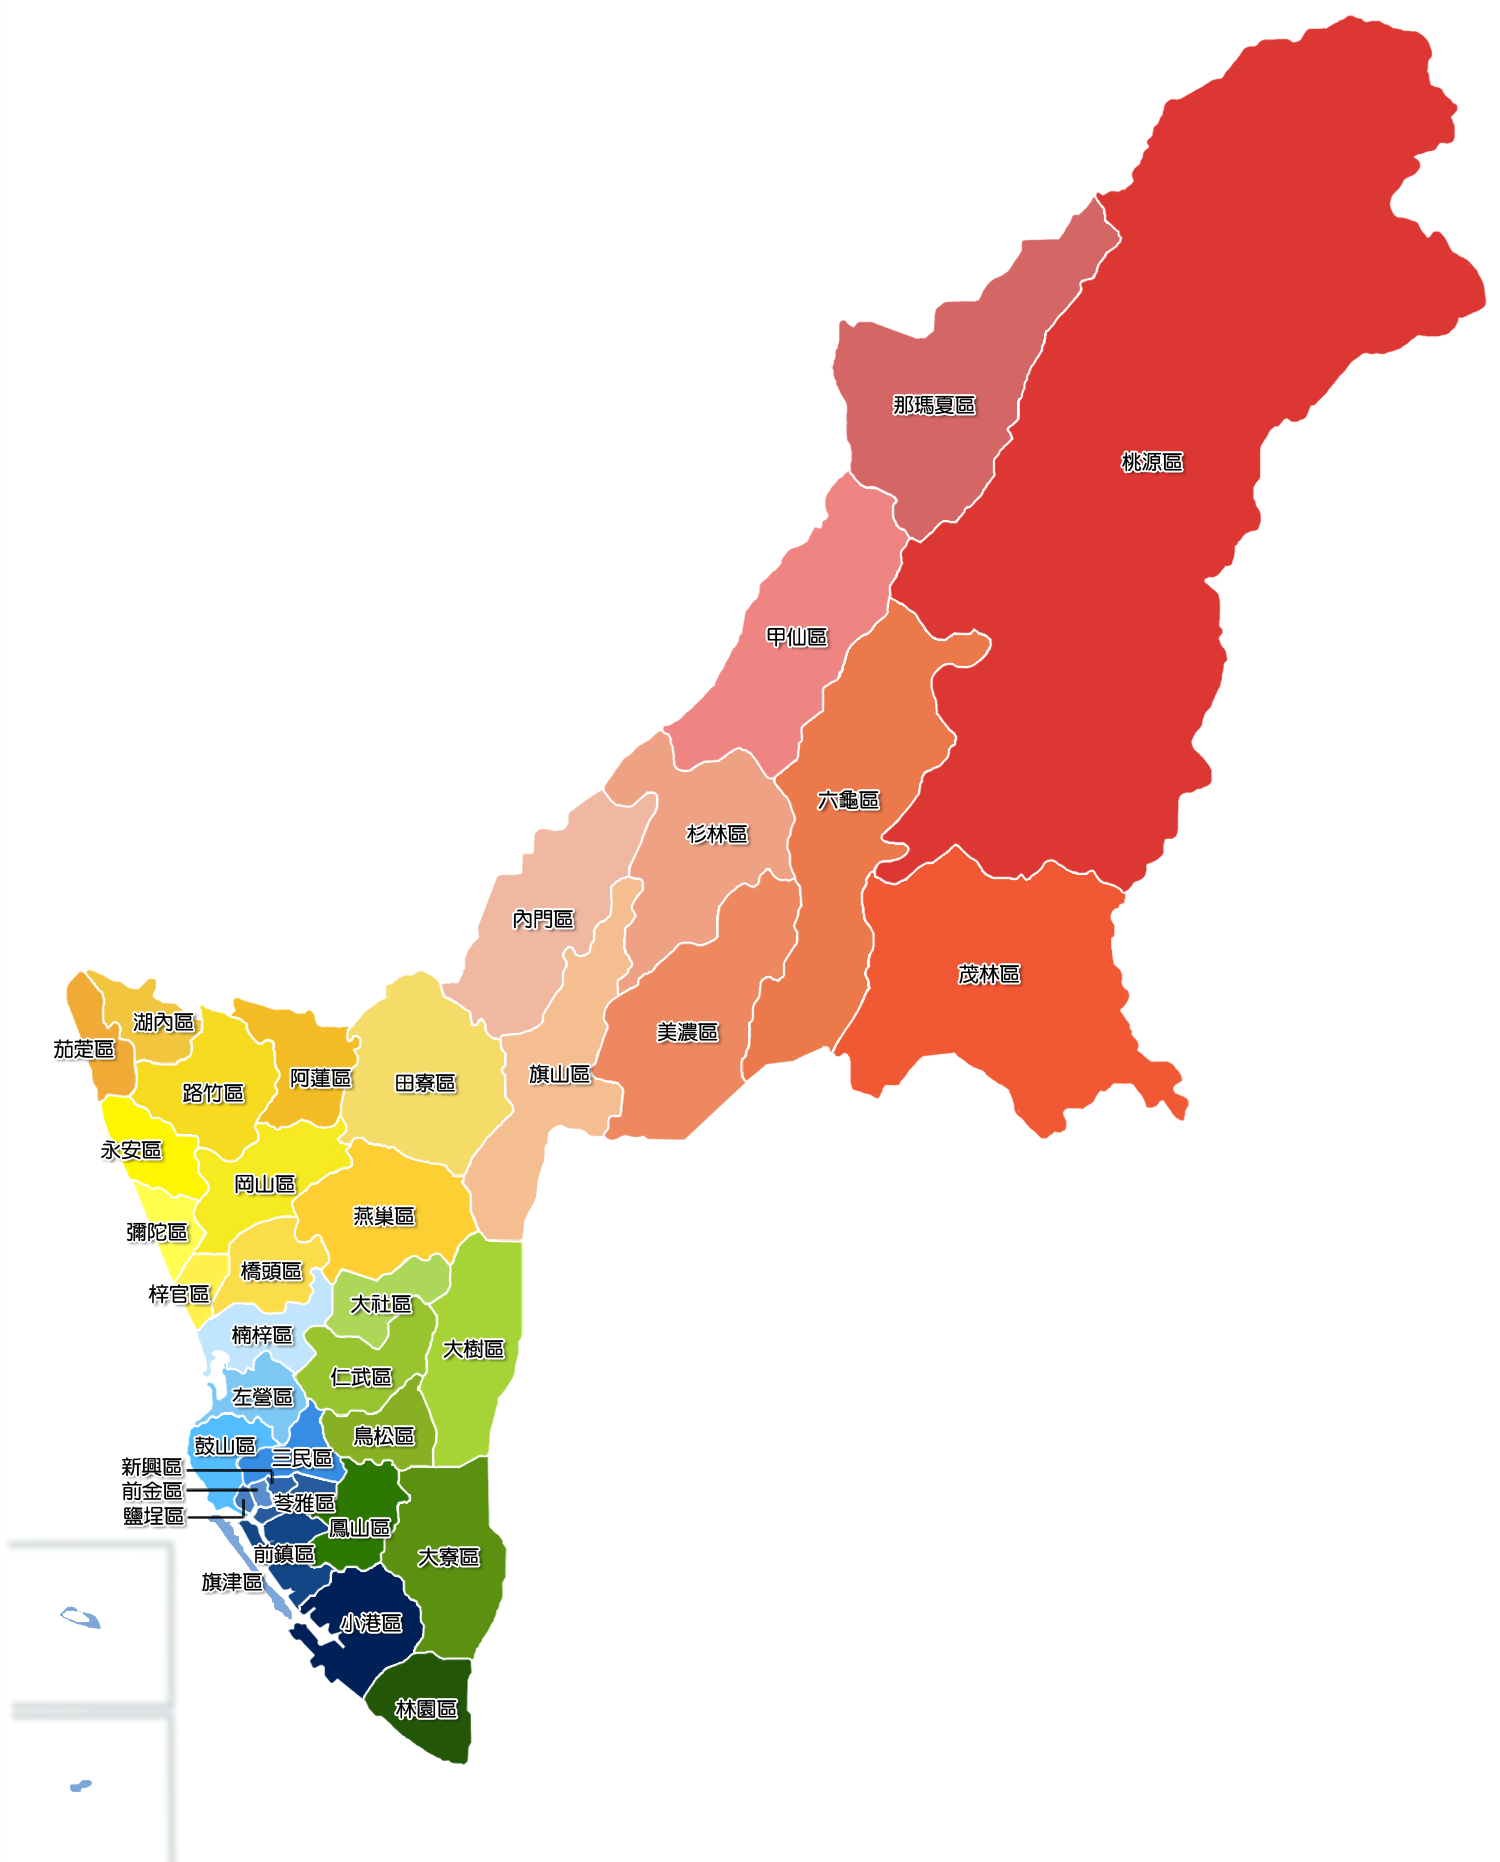 那瑪夏區
桃源區
甲仙區
六龜區
杉林區
內門區
茂林區
美濃區
旗山區
湖內區
茄萣區
路竹區
阿蓮區
田寮區
永安區
岡山區
燕巢區
彌陀區
橋頭區
梓官區
大社區
楠梓區
大樹區
仁武區
左營區
鳥松區
鼓山區
三民區
新興區
前金區
苓雅區
鹽埕區
鳳山區
前鎮區
大寮區
旗津區
小港區
林園區